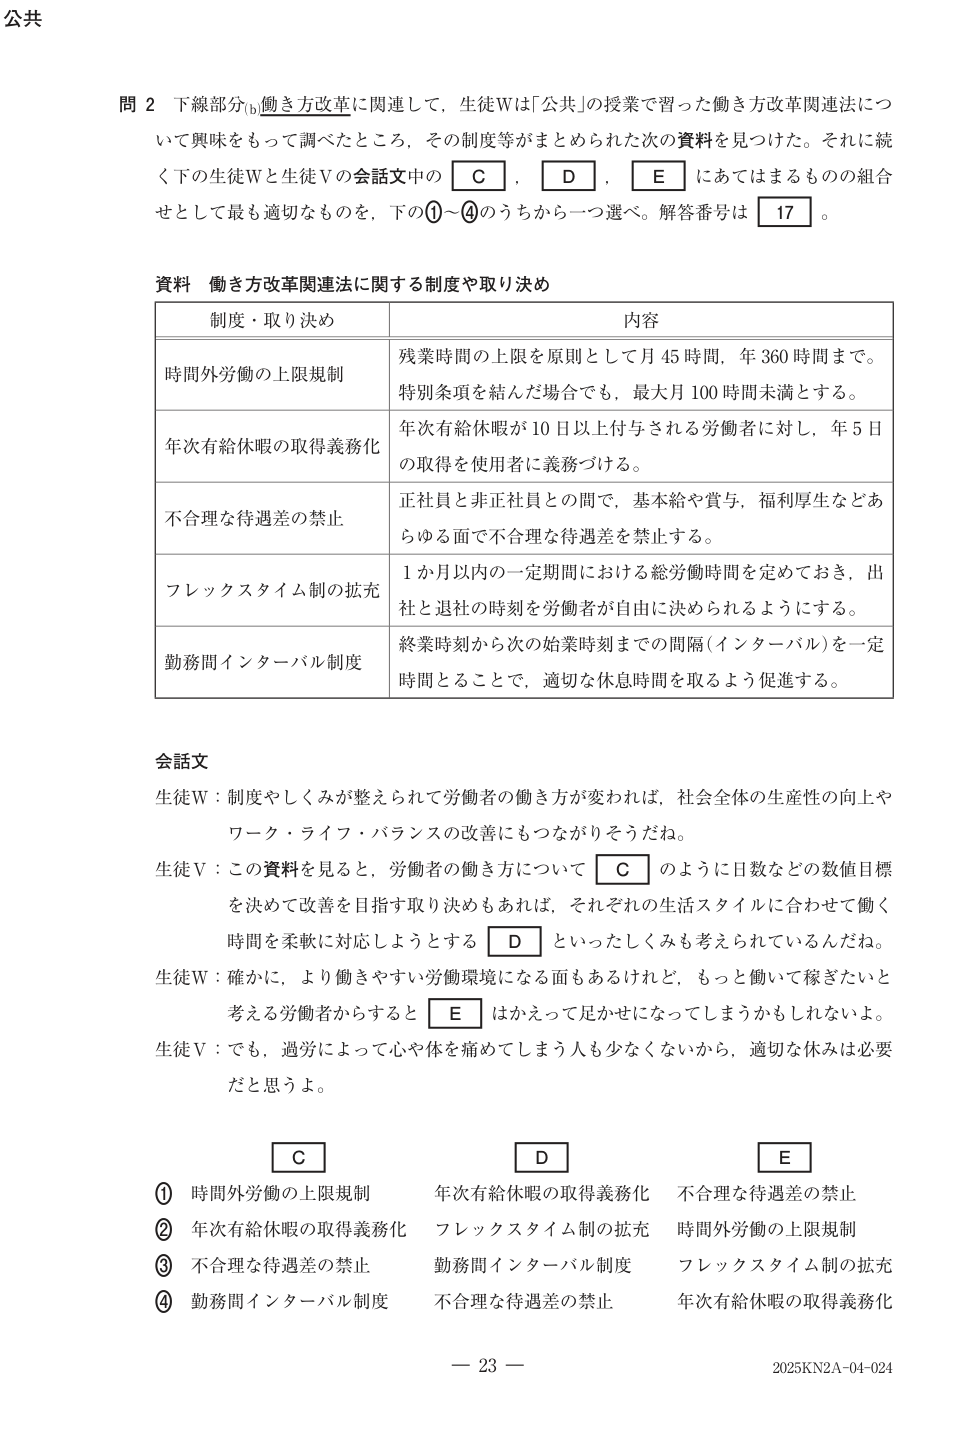 公共
問 2 下線部分(b)働き方改革に関連して，生徒Wは「公共」の授業で習った働き方改革関連法につ
いて興味をもって調べたところ，その制度等がまとめられた次の資料を見つけた。それに続
く下の生徒Wと生徒Vの会話文中の C ， D ， E にあてはまるものの組合
せとして最も適切なものを，下の①～④のうちから一つ選べ。解答番号は 17 。
資料 働き方改革関連法に関する制度や取り決め
制度・取り決め 内容
時間外労働の上限規制 残業時間の上限を原則として月 45 時間，年 360 時間まで。
特別条項を結んだ場合でも，最大月 100 時間未満とする。
年次有給休暇の取得義務化 年次有給休暇が 10 日以上付与される労働者に対し，年 5 日
の取得を使用者に義務づける。
不合理な待遇差の禁止 正社員と非正社員との間で，基本給や賞与，福利厚生などあ
らゆる面で不合理な待遇差を禁止する。
フレックスタイム制の拡充 1 か月以内の一定期間における総労働時間を定めておき，出
社と退社の時刻を労働者が自由に決められるようにする。
勤務間インターバル制度 終業時刻から次の始業時刻までの間隔(インターバル)を一定
時間とることで，適切な休息時間を取るよう促進する。
会話文
生徒W：制度やしくみが整えられて労働者の働き方が変われば，社会全体の生産性の向上や
ワーク・ライフ・バランスの改善にもつながりそうだね。
生徒V：この資料を見ると，労働者の働き方について C のように日数などの数値目標
を決めて改善を目指す取り決めもあれば，それぞれの生活スタイルに合わせて働く
時間を柔軟に対応しようとする D といったしくみも考えられているんだね。
生徒W：確かに，より働きやすい労働環境になる面もあるけれど，もっと働いて稼ぎたいと
考える労働者からすると E はかえって足かせになってしまうかもしれないよ。
生徒V：でも，過労によって心や体を痛めてしまう人も少なくないから，適切な休みは必要
だと思うよ。
C D E
① 時間外労働の上限規制 年次有給休暇の取得義務化 不合理な待遇差の禁止
② 年次有給休暇の取得義務化 フレックスタイム制の拡充 時間外労働の上限規制
③ 不合理な待遇差の禁止 勤務間インターバル制度 フレックスタイム制の拡充
④ 勤務間インターバル制度 不合理な待遇差の禁止 年次有給休暇の取得義務化
— 23 —
2025KN2A-04-024